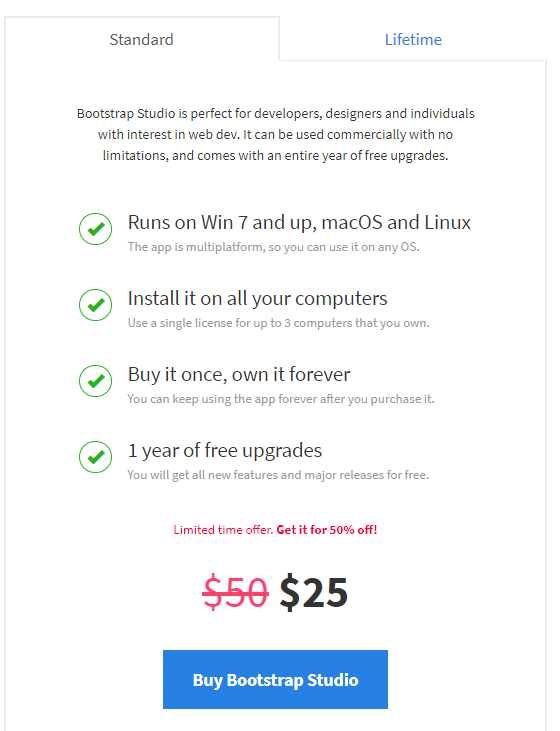 Standard
Lifetime
Bootstrap Studio is perfect for developers, designers and individuals
with interest in web dev. It can be used commercially with no
limitations, and comes with an entire year of free upgrades.
Runs on Win 7 and up, macOS and Linux
The app is multiplatform, so you can use it on any OS.
Install it on all your computers
Use a single license for up to 3 computers that you own.
Buy it once, own it forever
You can keep using the app forever after you purchase it.
1 year of free upgrades
You will get all new features and major releases for free.
Limited time offer. Get it for 50% off!
$50 $25
Buy Bootstrap Studio